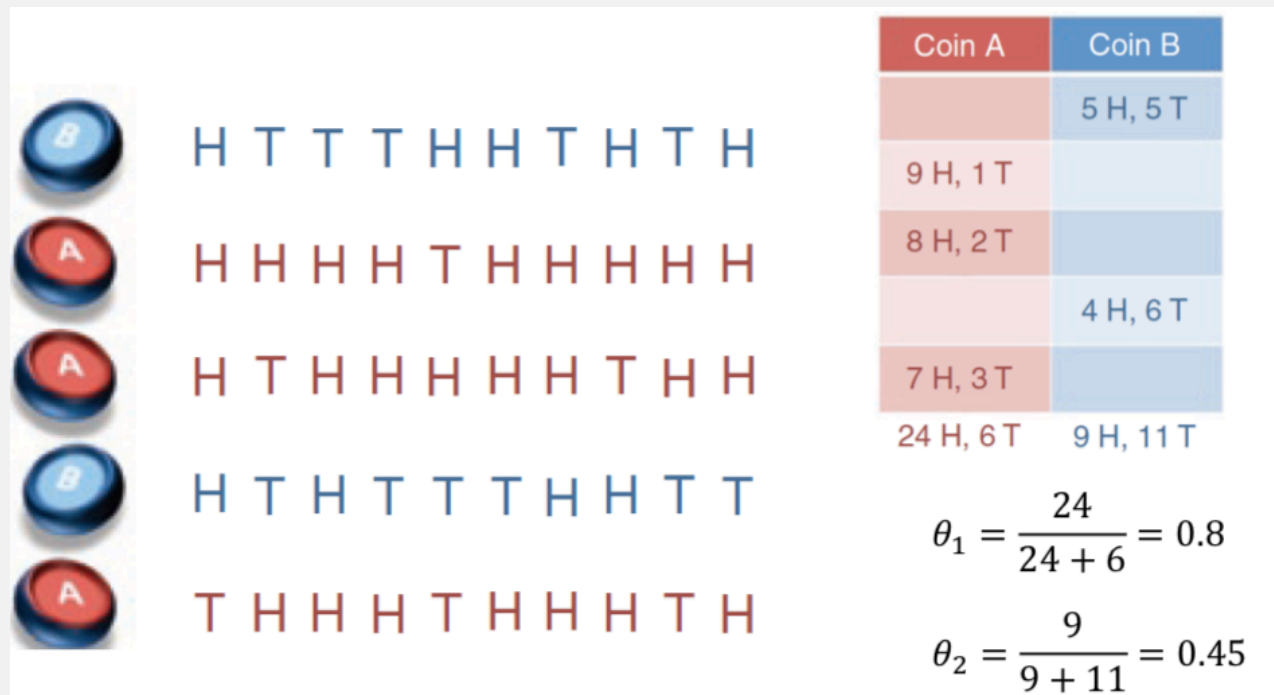 Coin A Coin B
B H T T T H H T H T H
5 H, 5 T
A H H H H T H H H H H
9 H, 1 T
A H T H H H H H T H H
8 H, 2 T
B H T H T T T H H T T
4 H, 6 T
A T H H H T H H H T H
7 H, 3 T
24 H, 6 T 9 H, 11 T
θ₁ = 24 / 24 + 6 = 0.8
θ₂ = 9 / 9 + 11 = 0.45